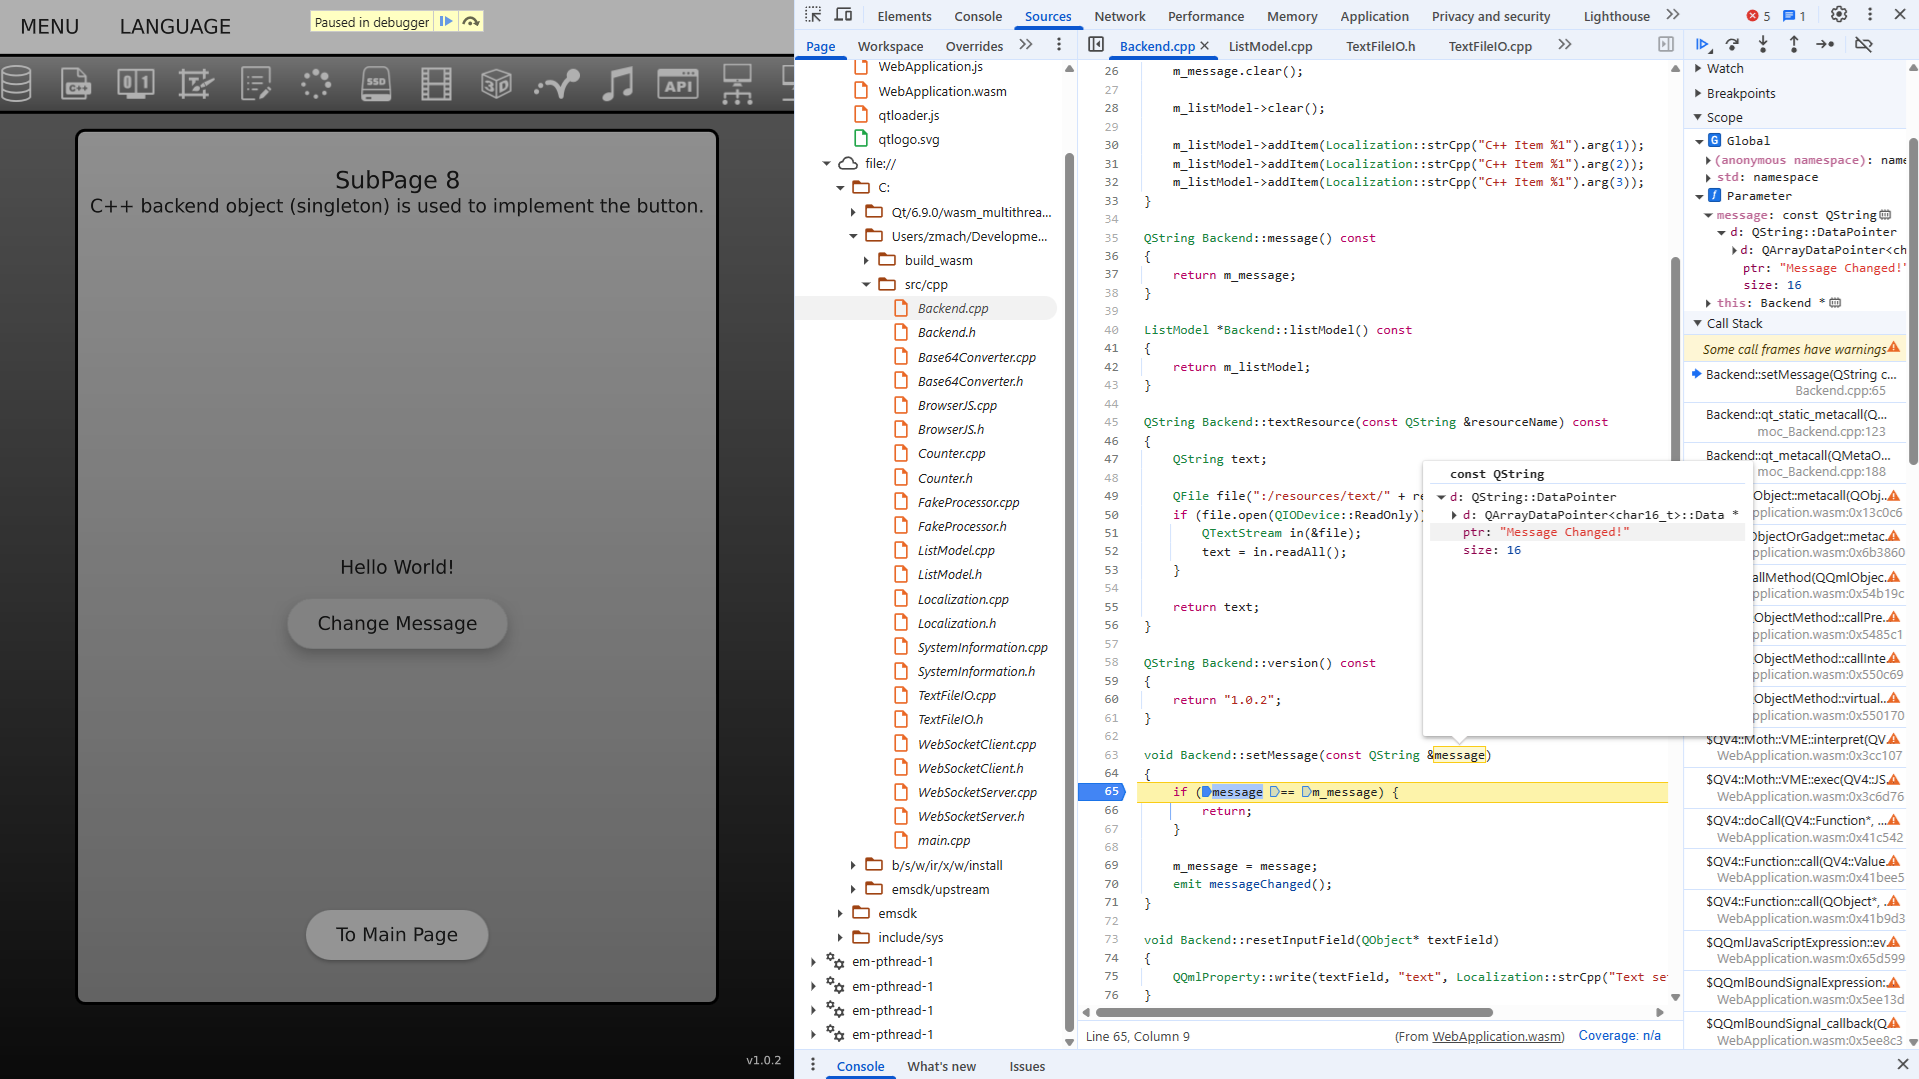 MENU
LANGUAGE
Paused in debugger
SSD
3D
API
SubPage 8
C++ backend object (singleton) is used to implement the button.
Hello World!
Change Message
To Main Page
v1.0.2
Elements Console Sources Network Performance Memory Application Privacy and security Lighthouse 5 1
Page Workspace Overrides
WebApplication.js
WebApplication.wasm
qtloader.js
qtlogo.svg
file://
C:
Qt/6.9.0/wasm_multithrea...
Users/zmach/Developme...
build_wasm
src/cpp
Backend.cpp
Backend.h
Base64Converter.cpp
Base64Converter.h
BrowserJS.cpp
BrowserJS.h
Counter.cpp
Counter.h
FakeProcessor.cpp
FakeProcessor.h
ListModel.cpp
ListModel.h
Localization.cpp
Localization.h
SystemInformation.cpp
SystemInformation.h
TextFileIO.cpp
TextFileIO.h
WebSocketClient.cpp
WebSocketClient.h
WebSocketServer.cpp
WebSocketServer.h
main.cpp
b/s/w/ir/x/w/install
emsdk/upstream
emsdk
include/sys
em-pthread-1
em-pthread-1
em-pthread-1
em-pthread-1
Backend.cpp ListModel.cpp TextFileIO.h TextFileIO.cpp
26 m_message.clear();
27
28 m_listModel->clear();
29
30 m_listModel->addItem(Localization::strCpp("C++ Item %1").arg(1));
31 m_listModel->addItem(Localization::strCpp("C++ Item %1").arg(2));
32 m_listModel->addItem(Localization::strCpp("C++ Item %1").arg(3));
33 }
34
35 QString Backend::message() const
36 {
37 return m_message;
38 }
39
40 ListModel *Backend::listModel() const
41 {
42 return m_listModel;
43 }
44
45 QString Backend::textResource(const QString &resourceName) const
46 {
47 QString text;
48
49 QFile file(":/resources/text/" + re
50 if (file.open(QIODevice::ReadOnly))
51 QTextStream in(&file);
52 text = in.readAll();
53 }
54
55 return text;
56 }
57
58 QString Backend::version() const
59 {
60 return "1.0.2";
61 }
62
63 void Backend::setMessage(const QString &message)
64 {
65 if (message == m_message) {
66 return;
67 }
68
69 m_message = message;
70 emit messageChanged();
71 }
72
73 void Backend::resetInputField(QObject* textField)
74 {
75 QQmlProperty::write(textField, "text", Localization::strCpp("Text se
76 }
const QString
d: QString::DataPointer
d: QArrayDataPointer<char16_t>::Data *
ptr: "Message Changed!"
size: 16
Line 65, Column 9 (From WebApplication.wasm) Coverage: n/a
Watch
Breakpoints
Scope
G Global
(anonymous namespace): name
std: namespace
f Parameter
message: const QString
d: QString::DataPointer
d: QArrayDataPointer<ch
ptr: "Message Changed!"
size: 16
this: Backend *
Call Stack
Some call frames have warnings
Backend::setMessage(QString c...
Backend.cpp:65
Backend::qt_static_metacall(Q...
moc_Backend.cpp:123
Backend::qt_metacall(QMetaO...
moc_Backend.cpp:188
Object::metacall(QObj...
pplication.wasm:0x13c0c6
ObjectOrGadget::metac...
pplication.wasm:0x6b3860
allMethod(QQmlObjec...
pplication.wasm:0x54b19c
ObjectMethod::callPre...
pplication.wasm:0x5485c1
ObjectMethod::callInte...
pplication.wasm:0x550c69
ObjectMethod::virtual...
pplication.wasm:0x550170
$QV4::Moth::VME::interpret(QV...
WebApplication.wasm:0x3cc107
$QV4::Moth::VME::exec(QV4::JS...
WebApplication.wasm:0x3c6d76
$QV4::doCall(QV4::Function*, ...
WebApplication.wasm:0x41c542
$QV4::Function::call(QV4::Value...
WebApplication.wasm:0x41bee5
$QV4::Function::call(QObject*, ...
WebApplication.wasm:0x41b9d3
$QQmlJavaScriptExpression::ev...
WebApplication.wasm:0x65d599
$QQmlBoundSignalExpression:...
WebApplication.wasm:0x5ee13d
$QQmlBoundSignal_callback(Q...
WebApplication.wasm:0x5ee8c3
Console What's new Issues